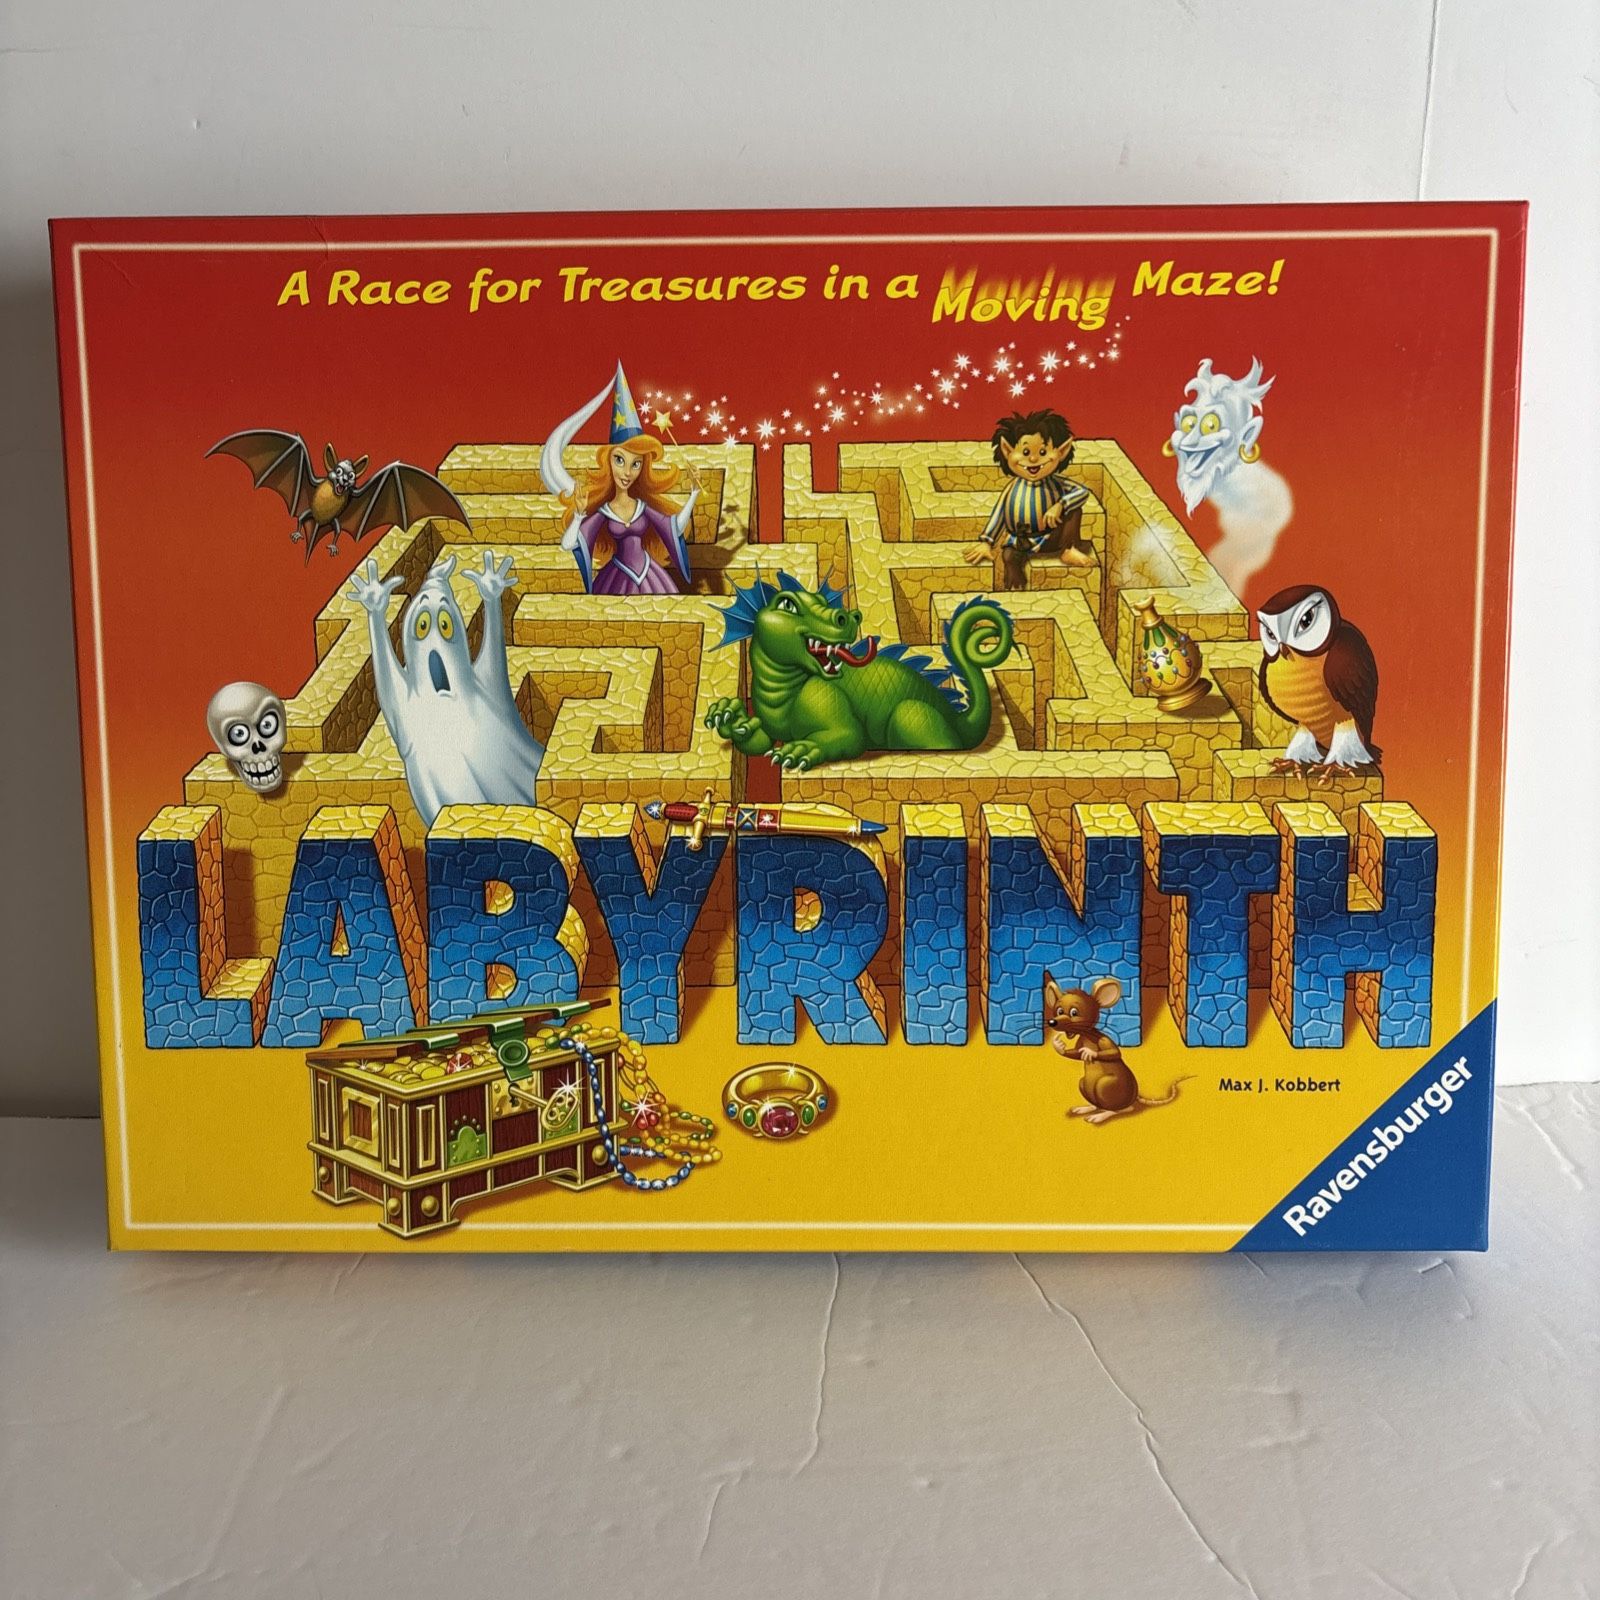 A Race for Treasures in a Moving Maze!
LABYRINTH
Max J. Kobbert
Ravensburger